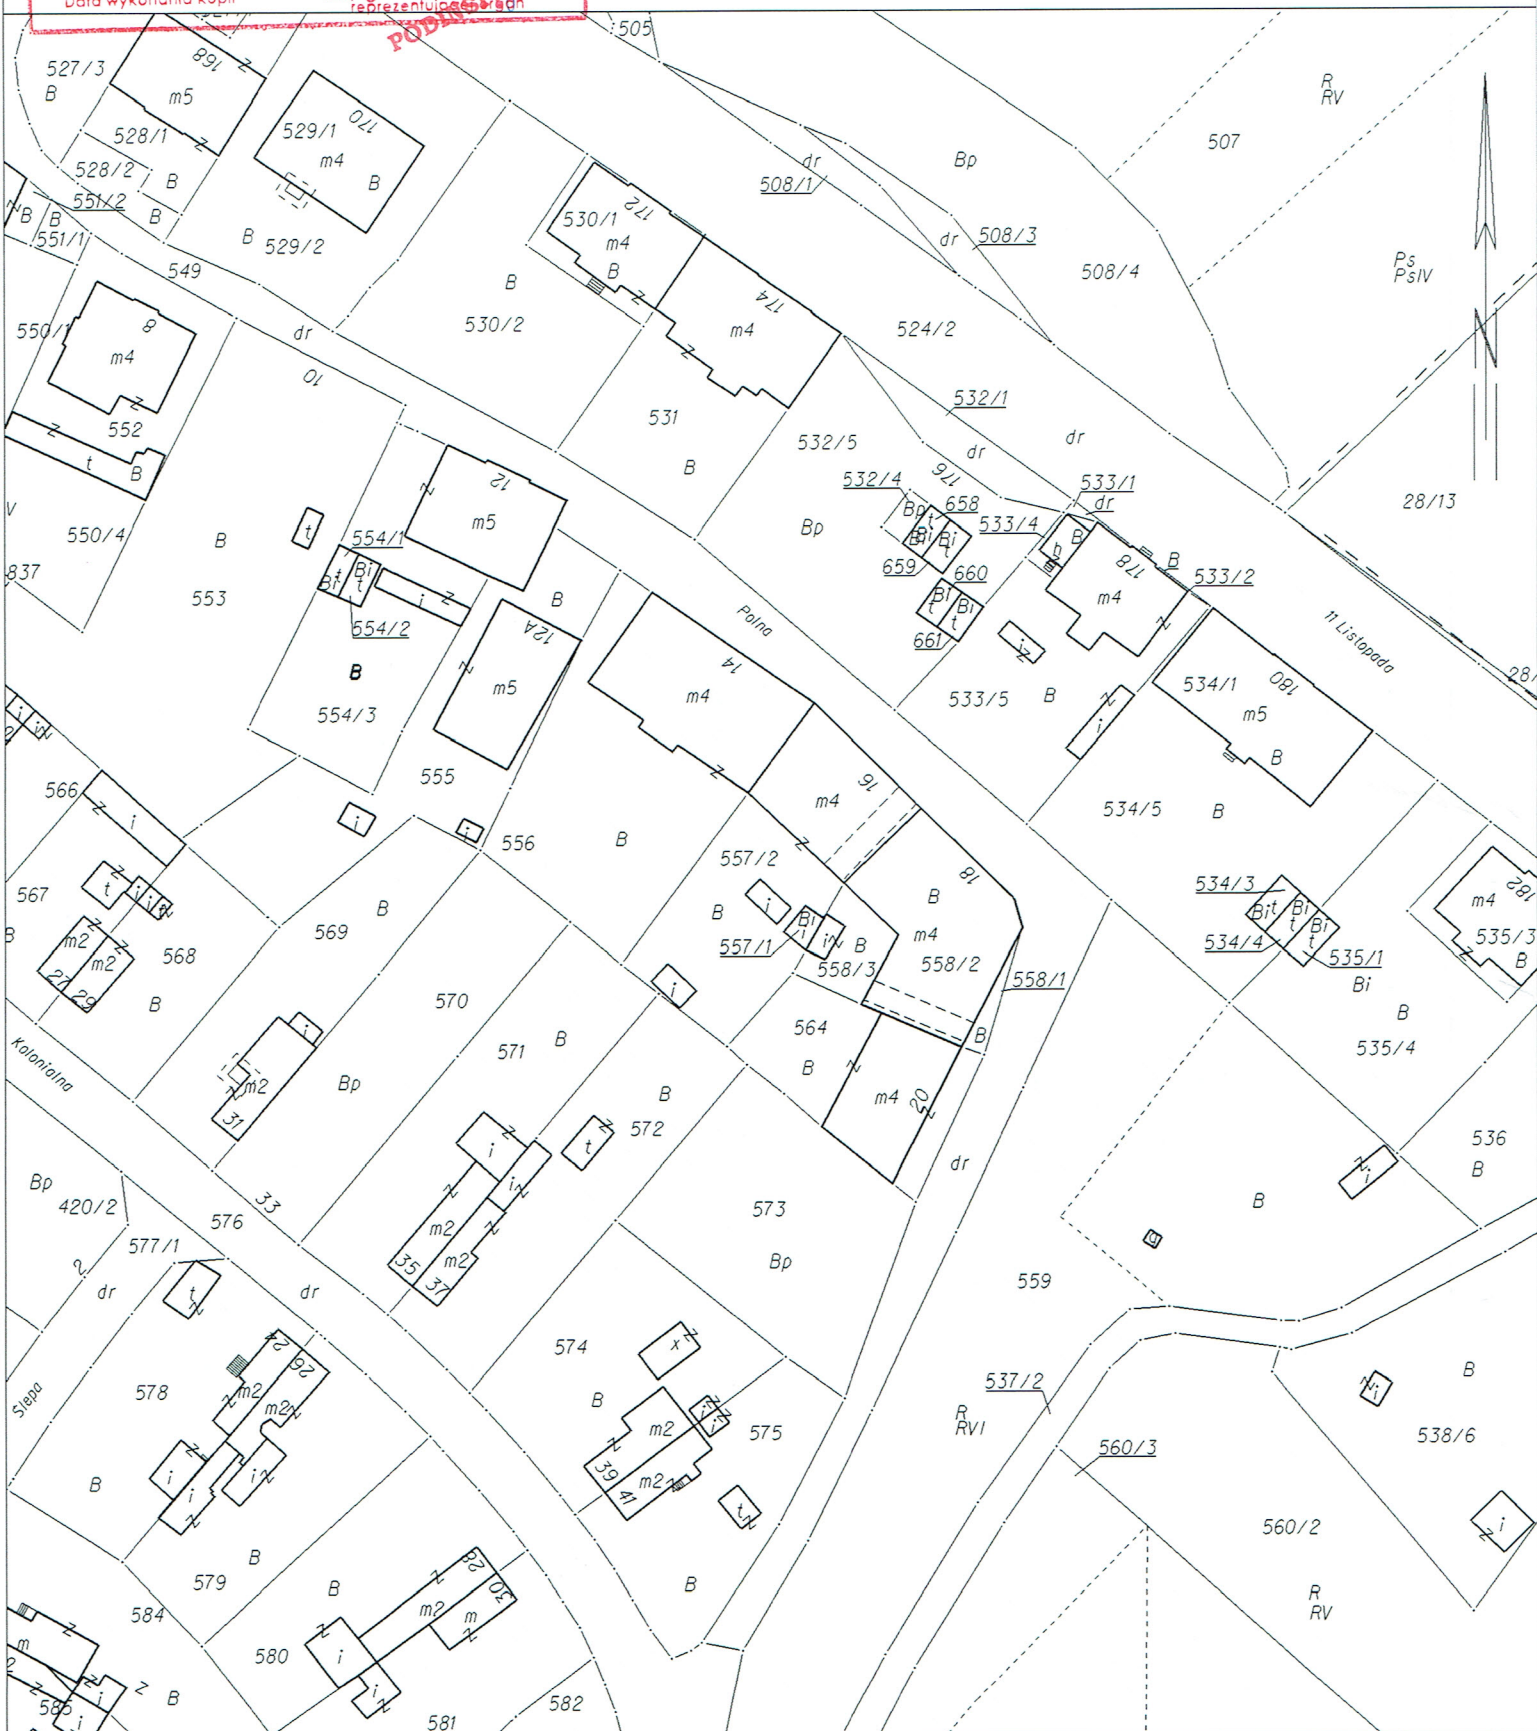 Data wykonania kopii
reprezentującej organ
505
527/3
B
168
z
m5
528/1
528/2
B
551/2
B
B
B
551/1
549
529/1
170
m4
B
B
529/2
530/1
172
m4
B
530/2
B
174
m4
dr
508/1
Bp
dr
508/3
508/4
507
R
RV
Ps
PsIV
524/2
550/1
8
m4
552
t
B
dr
10
531
B
532/1
dr
dr
532/5
176
532/4
Bp
658
533/4
533/1
dr
28/13
V
550/4
837
B
553
t
554/1
Bi
t
554/2
B
554/3
12
m5
12A
m5
B
555
Polna
Bp
659
660
661
Bi
t
h
B
178
m4
B
533/2
533/5
B
i
11 Listopada
534/1
180
m5
B
534/5
B
14
m4
16
m4
18
B
m4
558/2
566
i
567
B
568
B
m2
m2
27
29
569
B
556
B
557/2
B
i
Bi
557/1
558/3
B
558/1
534/3
534/4
535/1
Bi
Bi
t
182
m4
535/3
B
B
535/4
536
B
564
B
m4
20
B
Kolonialna
570
571
B
Bp
m2
31
33
B
572
t
573
Bp
dr
559
B
g
i
Bp
420/2
577/1
2
dr
576
dr
Ślepa
t
578
B
24
26
m2
m2
35
37
m2
m2
574
B
x
m2
m2
39
41
575
t
B
R
RVI
537/2
560/3
560/2
R
RV
B
538/6
i
579
B
584
580
B
28
30
m2
m
i
581
582
m
B
585